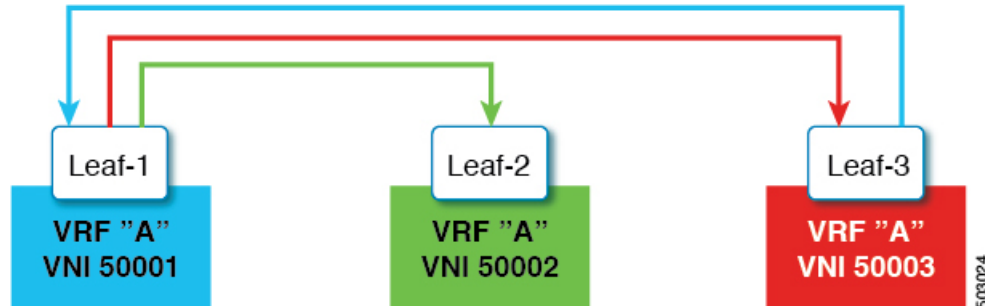 Leaf-1
VRF ”A”
VNI 50001
Leaf-2
VRF ”A”
VNI 50002
Leaf-3
VRF ”A”
VNI 50003
503024